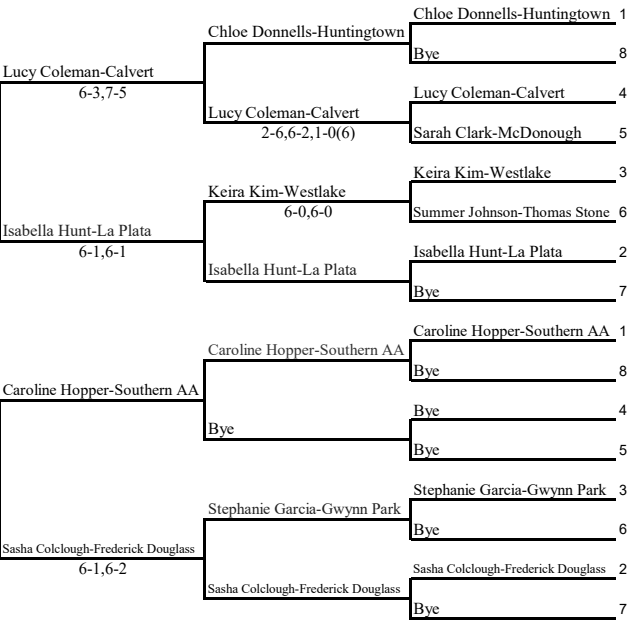 Chloe Donnells-Huntingtown 1
Chloe Donnells-Huntingtown
Bye 8
Lucy Coleman-Calvert
6-3,7-5
Lucy Coleman-Calvert 4
Lucy Coleman-Calvert
2-6,6-2,1-0(6)
Sarah Clark-McDonough 5
Keira Kim-Westlake 3
Keira Kim-Westlake
6-0,6-0
Summer Johnson-Thomas Stone 6
Isabella Hunt-La Plata
6-1,6-1
Isabella Hunt-La Plata 2
Isabella Hunt-La Plata
Bye 7
Caroline Hopper-Southern AA 1
Caroline Hopper-Southern AA
Bye 8
Caroline Hopper-Southern AA
Bye 4
Bye
Bye 5
Stephanie Garcia-Gwynn Park 3
Stephanie Garcia-Gwynn Park
Bye 6
Sasha Colclough-Frederick Douglass
6-1,6-2
Sasha Colclough-Frederick Douglass 2
Sasha Colclough-Frederick Douglass
Bye 7